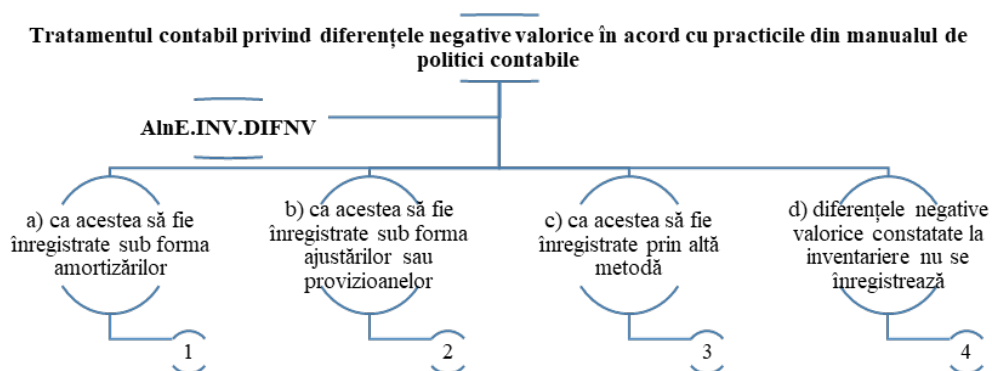 Tratamentul contabil privind diferențele negative valorice în acord cu practicile din manualul de
politici contabile
AlnE.INV.DIFNV
a) ca acestea să fie
înregistrate sub forma
amortizărilor
b) ca acestea să fie
înregistrate sub forma
ajustărilor sau
provizioanelor
c) ca acestea să fie
înregistrate prin altă
metodă
d) diferențele negative
valorice constatate la
inventariere nu se
înregistrează
1
2
3
4